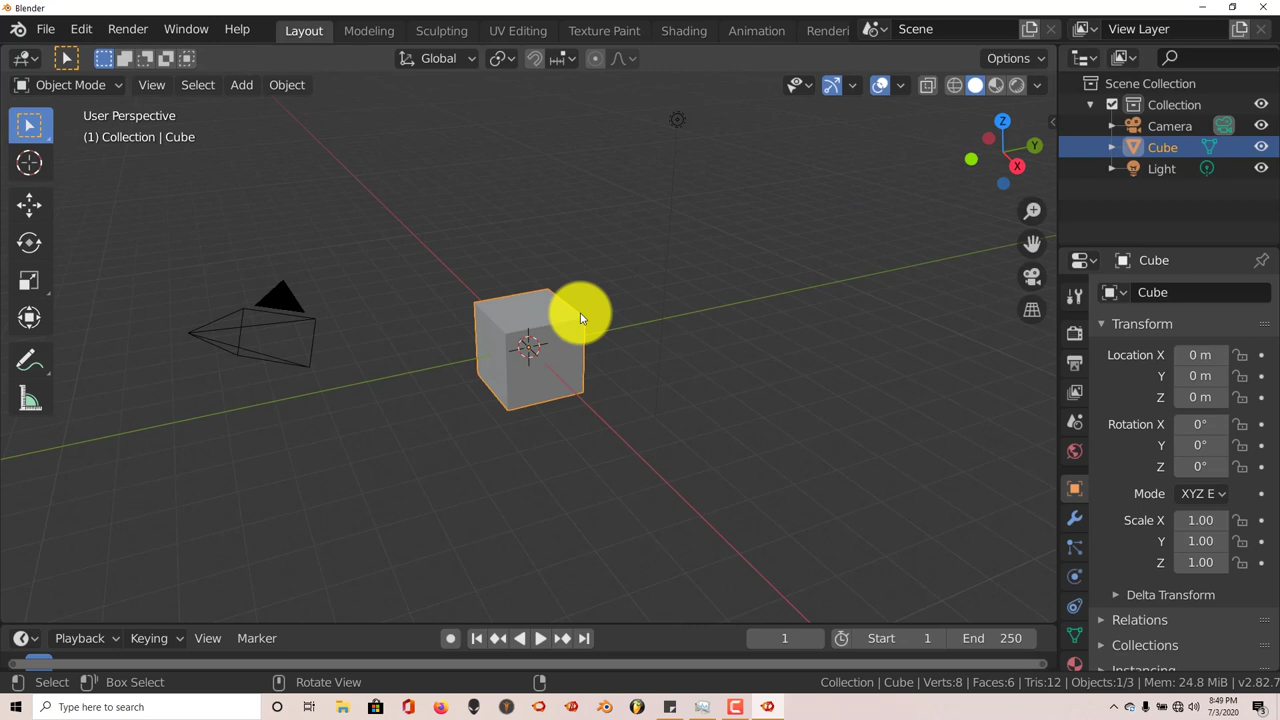 Blender
File Edit Render Window Help Layout Modeling Sculpting UV Editing Texture Paint Shading Animation Renderi Scene View Layer
Global Options
Object Mode View Select Add Object
User Perspective
(1) Collection | Cube
Z
Y
X
Scene Collection
Collection
Camera
Cube
Light
Cube
Cube
Transform
Location X 0 m
Y 0 m
Z 0 m
Rotation X 0°
Y 0°
Z 0°
Mode XYZ E
Scale X 1.00
Y 1.00
Z 1.00
Delta Transform
Relations
Collections
Instancing
Playback Keying View Marker 1 Start 1 End 250
Select Box Select Rotate View Collection | Cube | Verts:8 | Faces:6 | Tris:12 | Objects:1/3 | Mem: 24.8 MiB | v2.82.7
Type here to search
8:49 PM
7/3/2020